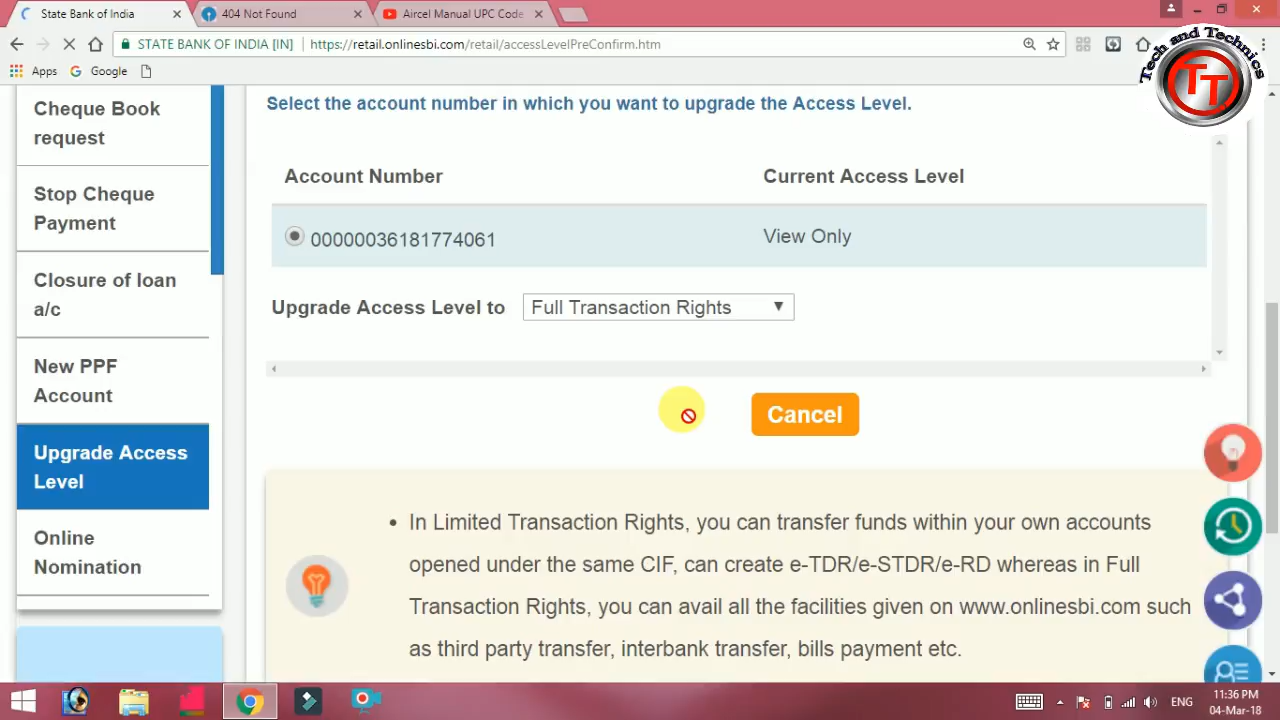 State Bank of India
404 Not Found
Aircel Manual UPC Code
STATE BANK OF INDIA [IN]
https://retail.onlinesbi.com/retail/accessLevelPreConfirm.htm
Apps
Google
Tech and Technics
TT
Cheque Book
request
Stop Cheque
Payment
Closure of loan
a/c
New PPF
Account
Upgrade Access
Level
Online
Nomination
Select the account number in which you want to upgrade the Access Level.
Account Number
Current Access Level
00000036181774061
View Only
Upgrade Access Level to
Full Transaction Rights
Cancel
• In Limited Transaction Rights, you can transfer funds within your own accounts
opened under the same CIF, can create e-TDR/e-STDR/e-RD whereas in Full
Transaction Rights, you can avail all the facilities given on www.onlinesbi.com such
as third party transfer, interbank transfer, bills payment etc.
ENG
11:36 PM
04-Mar-18